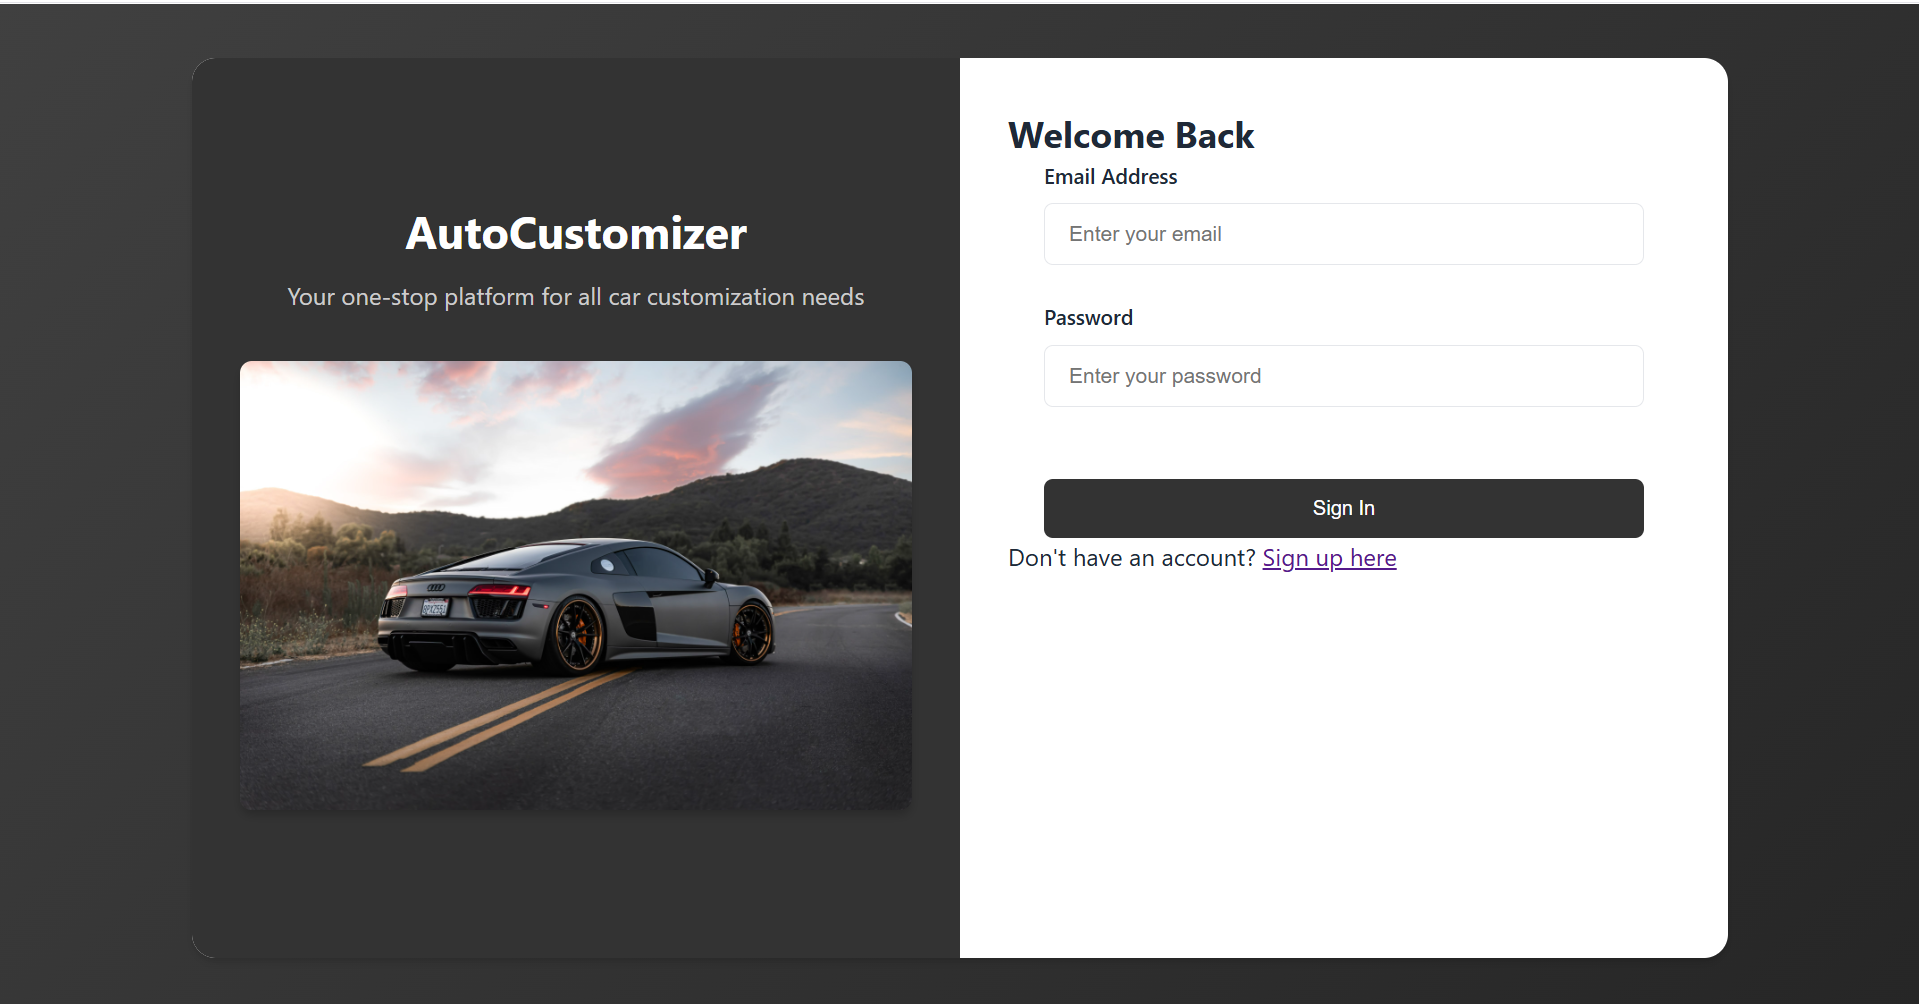 AutoCustomizer
Your one-stop platform for all car customization needs
Welcome Back
Email Address
Enter your email
Password
Enter your password
Sign In
Don't have an account? Sign up here